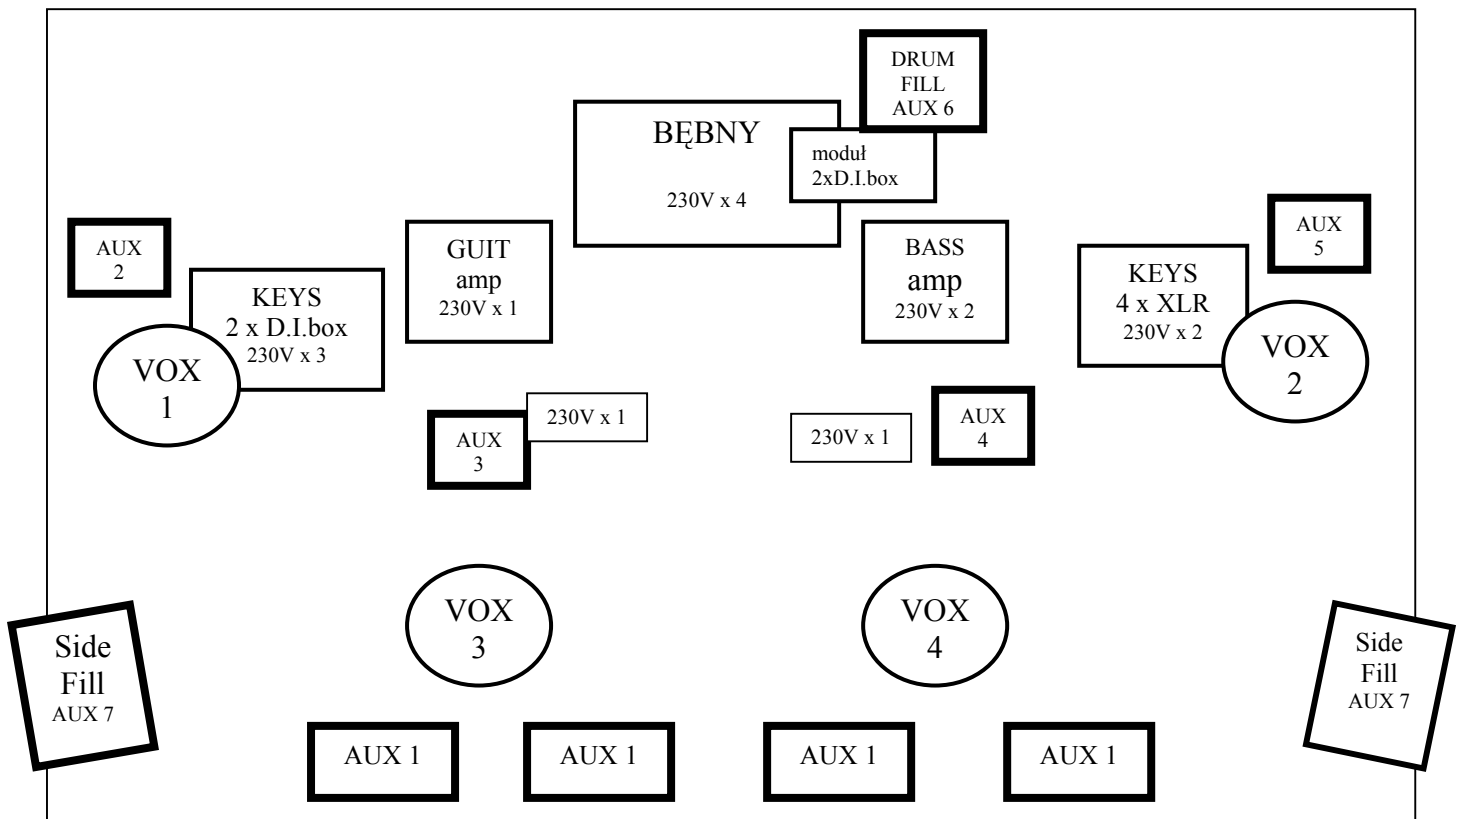 DRUM
FILL
AUX 6
BĘBNY
230V x 4
moduł
2xD.I.box
AUX
2
KEYS
2 x D.I.box
230V x 3
VOX
1
GUIT
amp
230V x 1
BASS
amp
230V x 2
KEYS
4 x XLR
230V x 2
AUX
5
VOX
2
AUX
3
230V x 1
230V x 1
AUX
4
VOX
3
VOX
4
Side
Fill
AUX 7
Side
Fill
AUX 7
AUX 1
AUX 1
AUX 1
AUX 1